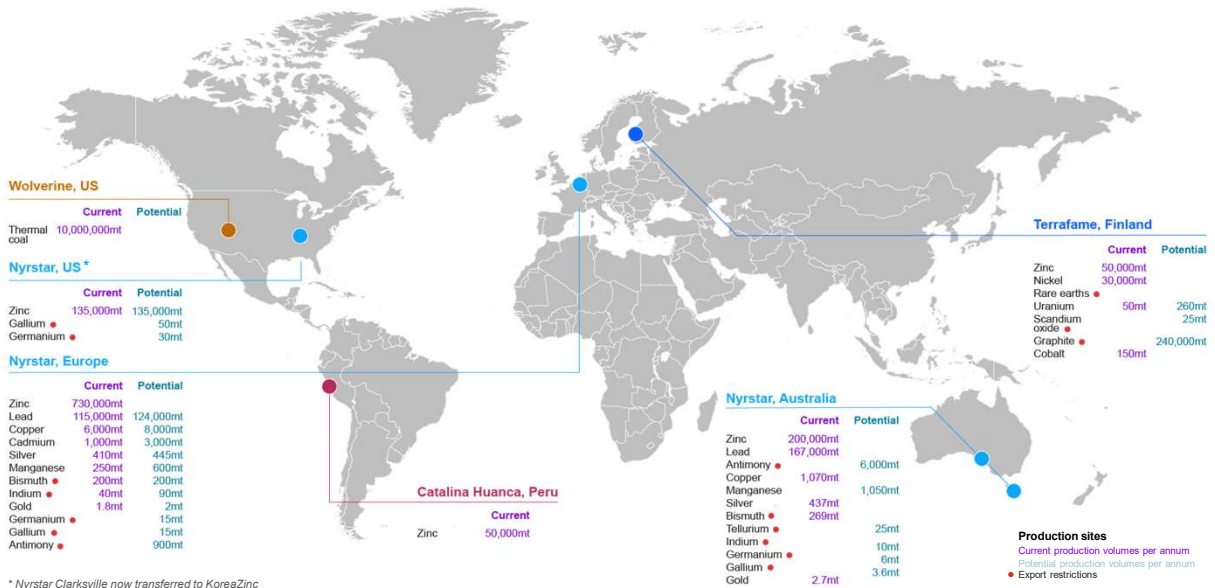 Wolverine, US
Current Potential
Thermal coal 10,000,000mt
Nyrstar, US *
Current Potential
Zinc 135,000mt 135,000mt
Gallium • 50mt
Germanium • 30mt
Nyrstar, Europe
Current Potential
Zinc 730,000mt
Lead 115,000mt 124,000mt
Copper 6,000mt 8,000mt
Cadmium 1,000mt 3,000mt
Silver 410mt 445mt
Manganese 250mt 600mt
Bismuth • 200mt 200mt
Indium • 40mt 90mt
Gold 1.8mt 2mt
Germanium • 15mt
Gallium • 15mt
Antimony • 900mt
Catalina Huanca, Peru
Current
Zinc 50,000mt
Terrafame, Finland
Current Potential
Zinc 50,000mt
Nickel 30,000mt
Rare earths •
Uranium 50mt 260mt
Scandium oxide • 25mt
Graphite • 240,000mt
Cobalt 150mt
Nyrstar, Australia
Current Potential
Zinc 200,000mt
Lead 167,000mt
Antimony • 6,000mt
Copper 1,070mt
Manganese 1,050mt
Silver 437mt
Bismuth • 269mt
Tellurium • 25mt
Indium • 10mt
Germanium • 6mt
Gallium • 3.6mt
Gold 2.7mt
Production sites
Current production volumes per annum
Potential production volumes per annum
• Export restrictions
* Nyrstar Clarksville now transferred to KoreaZinc